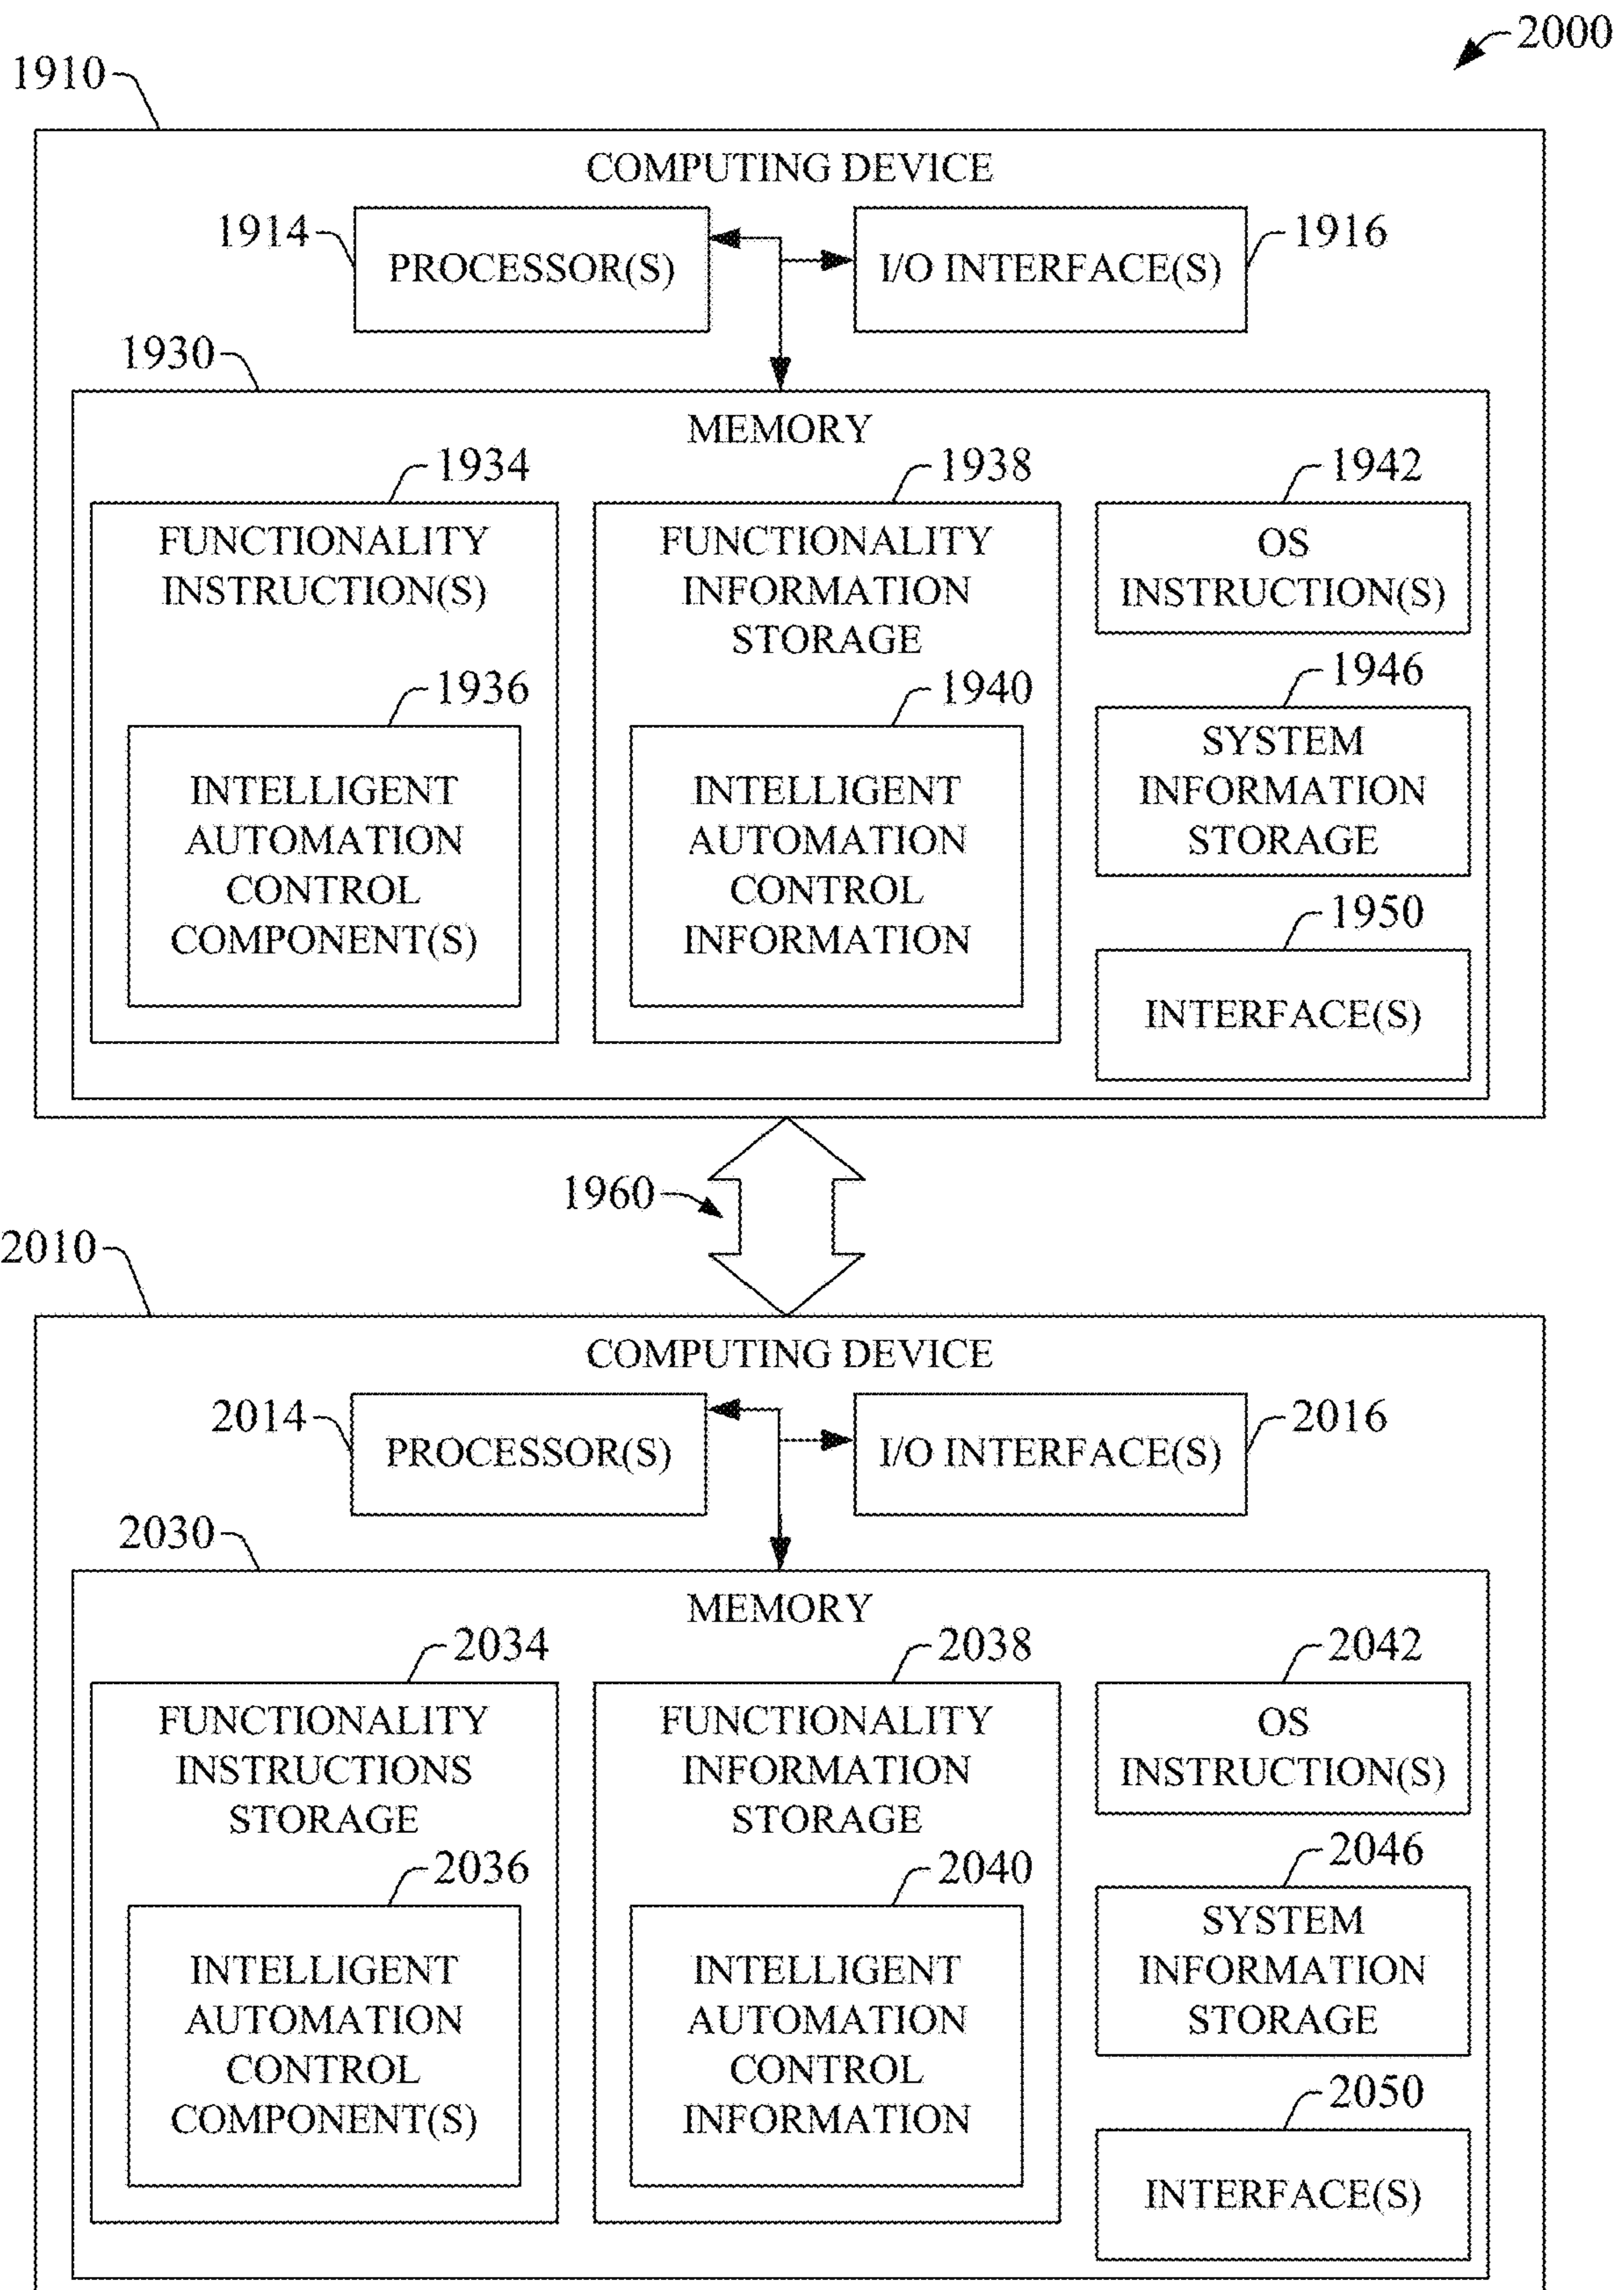 2000
1910
COMPUTING DEVICE
1914
PROCESSOR(S)
I/O INTERFACE(S)
1916
1930
MEMORY
1934
FUNCTIONALITY
INSTRUCTION(S)
1936
INTELLIGENT
AUTOMATION
CONTROL
COMPONENT(S)
1938
FUNCTIONALITY
INFORMATION
STORAGE
1940
INTELLIGENT
AUTOMATION
CONTROL
INFORMATION
1942
OS
INSTRUCTION(S)
1946
SYSTEM
INFORMATION
STORAGE
1950
INTERFACE(S)
1960
2010
COMPUTING DEVICE
2014
PROCESSOR(S)
I/O INTERFACE(S)
2016
2030
MEMORY
2034
FUNCTIONALITY
INSTRUCTIONS
STORAGE
2036
INTELLIGENT
AUTOMATION
CONTROL
COMPONENT(S)
2038
FUNCTIONALITY
INFORMATION
STORAGE
2040
INTELLIGENT
AUTOMATION
CONTROL
INFORMATION
2042
OS
INSTRUCTION(S)
2046
SYSTEM
INFORMATION
STORAGE
2050
INTERFACE(S)